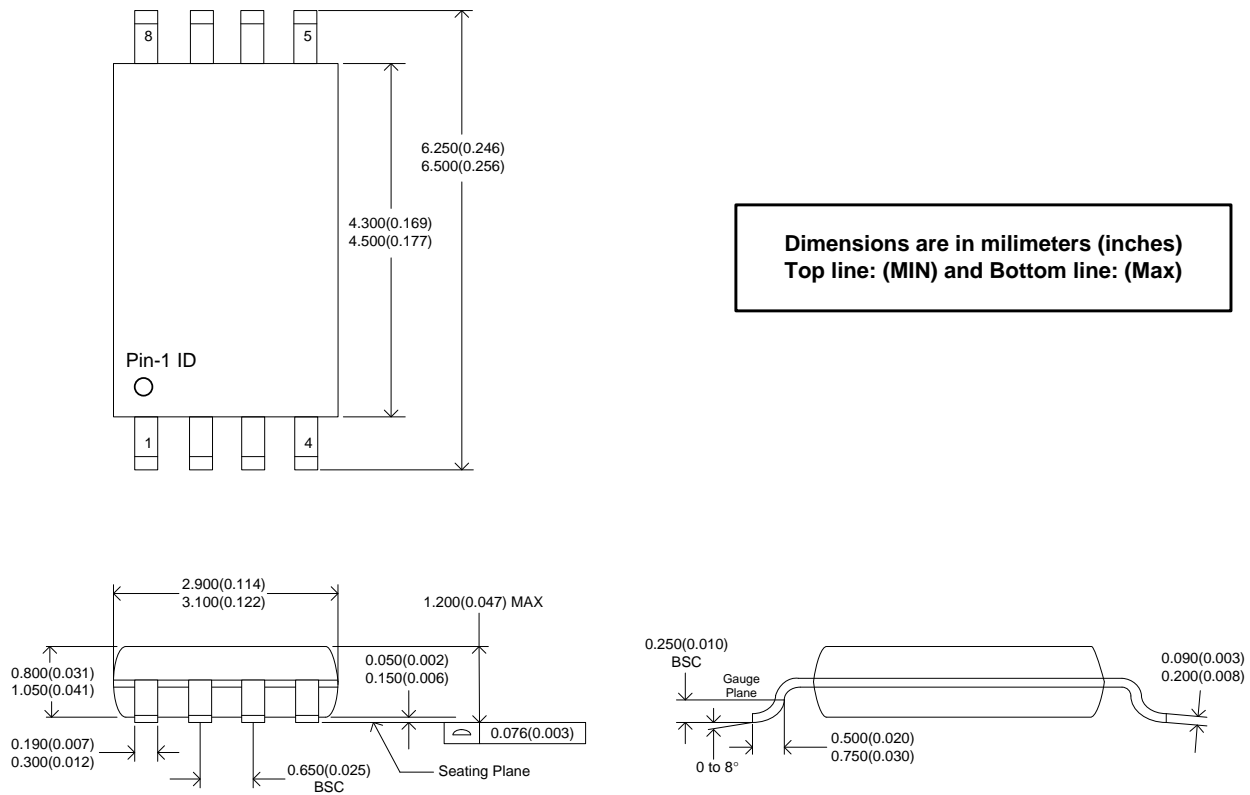 8
5
6.250(0.246)
6.500(0.256)
4.300(0.169)
4.500(0.177)
Dimensions are in milimeters (inches)
Top line: (MIN) and Bottom line: (Max)
Pin-1 ID
1
4
2.900(0.114)
3.100(0.122)
1.200(0.047) MAX
0.800(0.031)
1.050(0.041)
0.050(0.002)
0.150(0.006)
0.076(0.003)
0.190(0.007)
0.300(0.012)
0.650(0.025)
BSC
Seating Plane
0.250(0.010)
BSC
Gauge
Plane
0.090(0.003)
0.200(0.008)
0.500(0.020)
0.750(0.030)
0 to 8°